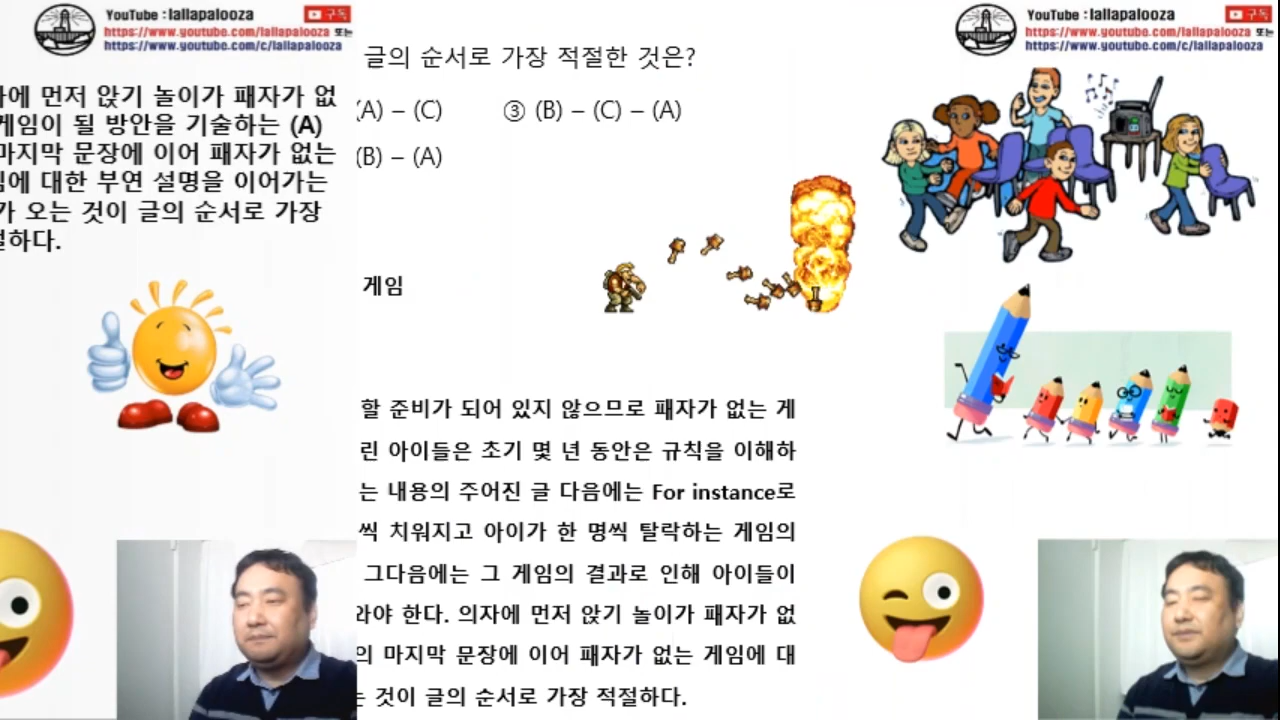 YouTube : lallapalooza
구독
https://www.youtube.com/lallapalooza 또는
https://www.youtube.com/c/lallapalooza
에 먼저 앉기 놀이가 패자가 없
게임이 될 방안을 기술하는 (A)
마지막 문장에 이어 패자가 없는
에 대한 부연 설명을 이어가는
가 오는 것이 글의 순서로 가장
하다.
글의 순서로 가장 적절한 것은?
(A) – (C) ③ (B) – (C) – (A)
(B) – (A)
게임
할 준비가 되어 있지 않으므로 패자가 없는 게
린 아이들은 초기 몇 년 동안은 규칙을 이해하
는 내용의 주어진 글 다음에는 For instance로
씩 치워지고 아이가 한 명씩 탈락하는 게임의
그다음에는 그 게임의 결과로 인해 아이들이
와야 한다. 의자에 먼저 앉기 놀이가 패자가 없
의 마지막 문장에 이어 패자가 없는 게임에 대
는 것이 글의 순서로 가장 적절하다.
YouTube : lallapalooza
구독
https://www.youtube.com/lallapalooza 또는
https://www.youtube.com/c/lallapalooza